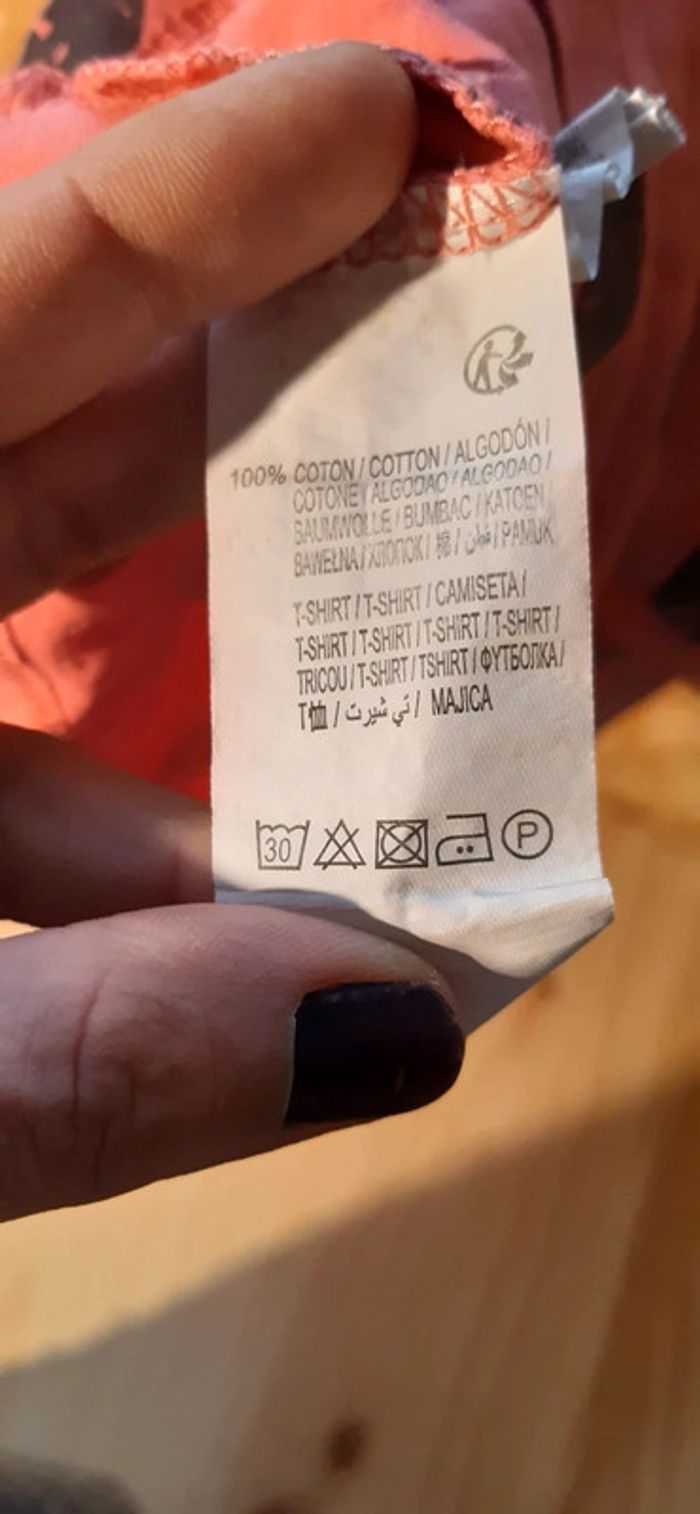 100% COTON / COTTON / ALGODÓN /
COTONE / ALGODAO / ALGODAO /
BAUMWOLLE / BUMBAC / KATOEN
BAWEŁNA / ХЛОПОК / 棉 / قطن / PAMUK
T-SHIRT / T-SHIRT / CAMISETA /
T-SHIRT / T-SHIRT / T-SHIRT / T-SHIRT /
TRICOU / T-SHIRT / TSHIRT / ФУТБОЛКА /
T恤 / تي شيرت / MAJICA
30 P